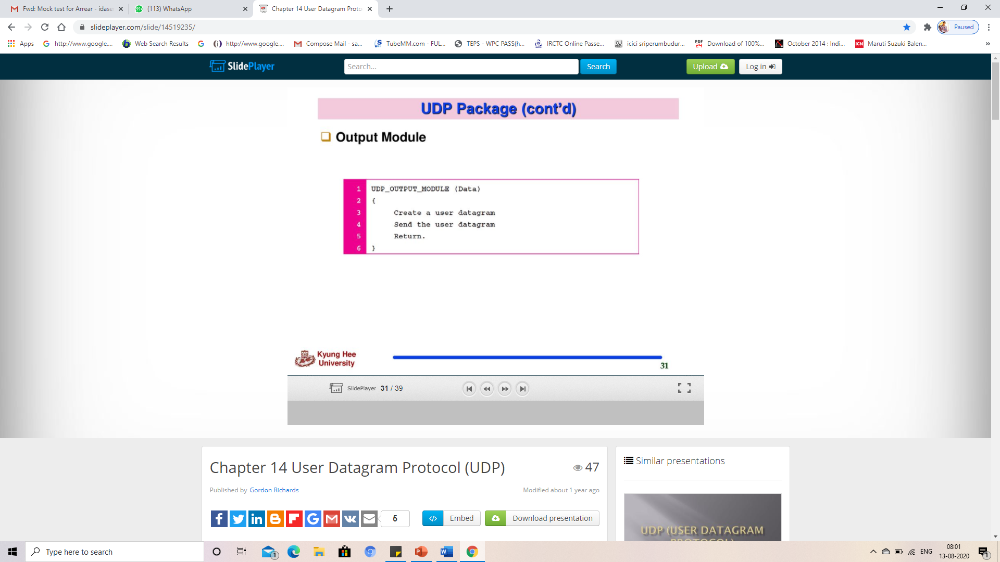 Fwd: Mock test for Arrear - idase
(113) WhatsApp
Chapter 14 User Datagram Proto
slideplayer.com/slide/14519235/
Paused
Apps
http://www.google....
Web Search Results
http://www.google....
Compose Mail - sa...
TubeMM.com - FUL...
TEPS - WPC PASS(h...
IRCTC Online Passe...
icici sriperumbudur...
Download of 100%...
October 2014 : Indi...
Maruti Suzuki Balen...
SlidePlayer
Search...
Search
Upload
Log in
UDP Package (cont'd)
Output Module
1 UDP_OUTPUT_MODULE (Data)
2 {
3 Create a user datagram
4 Send the user datagram
5 Return.
6 }
Kyung Hee
University
31
SlidePlayer 31 / 39
Chapter 14 User Datagram Protocol (UDP)
47
Published by Gordon Richards
Modified about 1 year ago
5
Embed
Download presentation
Similar presentations
UDP (USER DATAGRAM
PROTOCOL)
Type here to search
ENG
08:01
13-08-2020